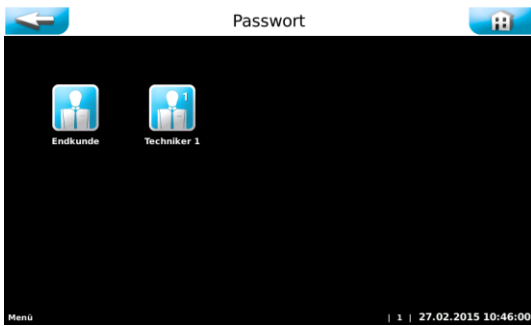 Passwort
1
Endkunde Techniker 1
Menü | 1 | 27.02.2015 10:46:00